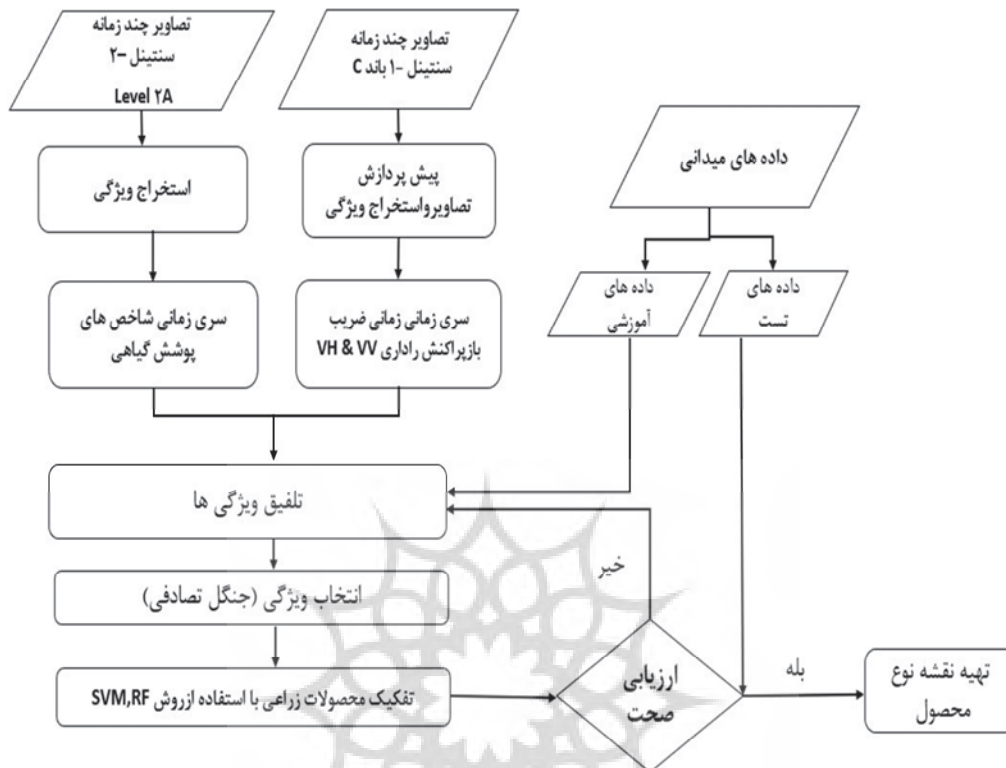 تصاویر چند زمانه
سنتینل -۲
Level ۲A
تصاویر چند زمانه
سنتینل -۱ باند C
داده های میدانی
استخراج ویژگی
پیش پردازش
تصاویرواستخراج ویژگی
داده های
آموزشی
داده های
تست
سری زمانی شاخص های
پوشش گیاهی
سری زمانی زمانی ضریب
بازپراکنش راداری VH & VV
تلفیق ویژگی ها
خیر
انتخاب ویژگی (جنگل تصادفی)
تفکیک محصولات زراعی با استفاده ازروش SVM,RF
ارزیابی
صحت
بله
تهیه نقشه نوع
محصول